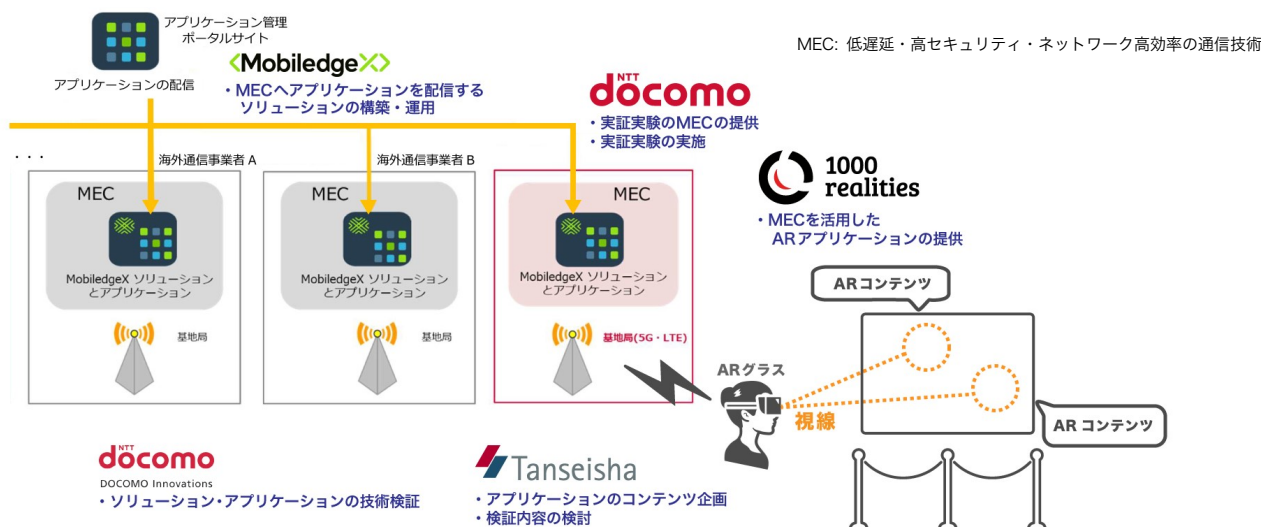 アプリケーション管理
ポータルサイト
アプリケーションの配信
MEC: 低遅延・高セキュリティ・ネットワーク高効率の通信技術
<MobiledgeX>
・MECへアプリケーションを配信する
ソリューションの構築・運用
NTT
döcomo
・実証実験のMECの提供
・実証実験の実施
・・・
海外通信事業者 A
海外通信事業者 B
MEC
MobiledgeX ソリューション
とアプリケーション
基地局
MEC
MobiledgeX ソリューション
とアプリケーション
基地局
MEC
MobiledgeX ソリューション
とアプリケーション
基地局(5G・LTE)
1000
realities
・MECを活用した
ARアプリケーションの提供
ARコンテンツ
ARグラス
視線
AR コンテンツ
NTT
döcomo
DOCOMO Innovations
・ソリューション・アプリケーションの技術検証
Tanseisha
・アプリケーションのコンテンツ企画
・検証内容の検討